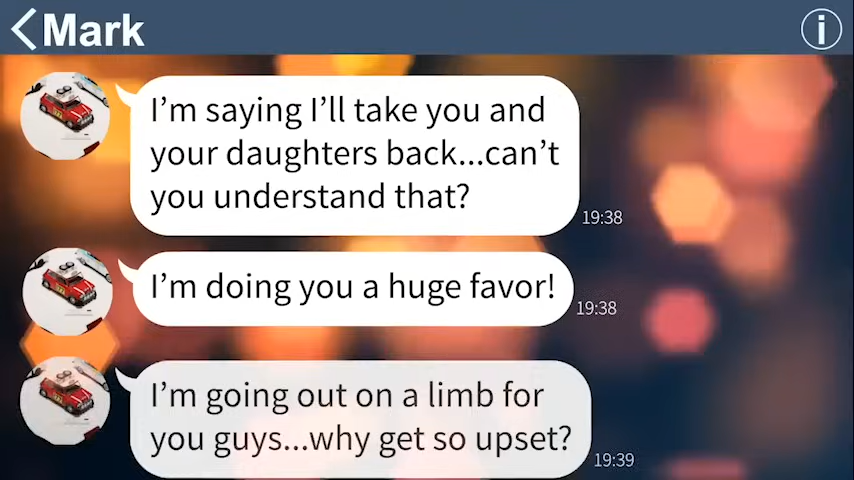 Mark
I’m saying I’ll take you and
your daughters back...can’t
you understand that?
19:38
I’m doing you a huge favor!
19:38
I’m going out on a limb for
you guys...why get so upset?
19:39